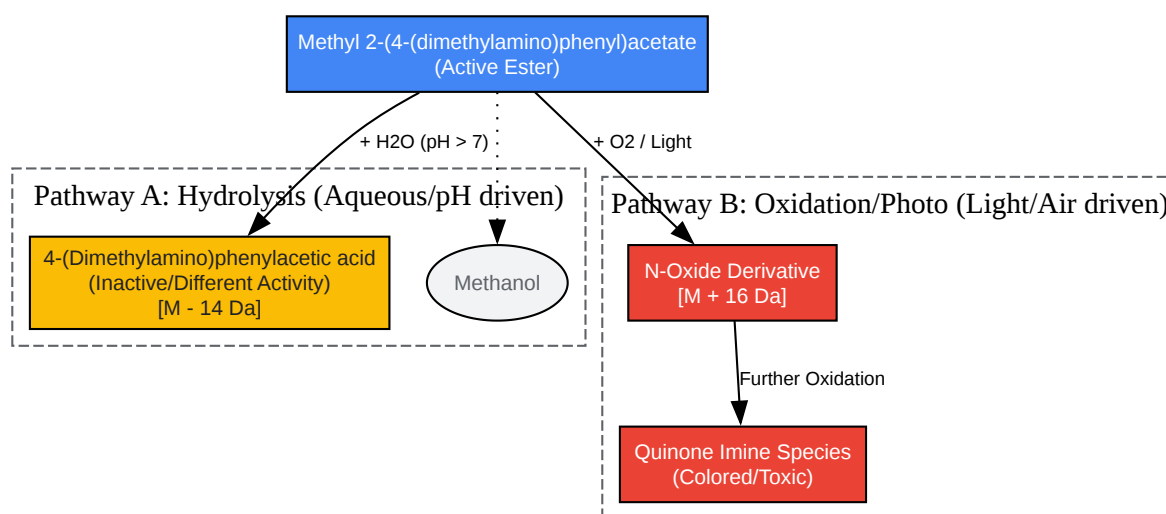 Methyl 2-(4-(dimethylamino)phenyl)acetate
(Active Ester)
+ H2O (pH > 7)
+ O2 / Light
Pathway A: Hydrolysis (Aqueous/pH driven)
4-(Dimethylamino)phenylacetic acid
(Inactive/Different Activity)
[M - 14 Da]
Methanol
Pathway B: Oxidation/Photo (Light/Air driven)
N-Oxide Derivative
[M + 16 Da]
Further Oxidation
Quinone Imine Species
(Colored/Toxic)